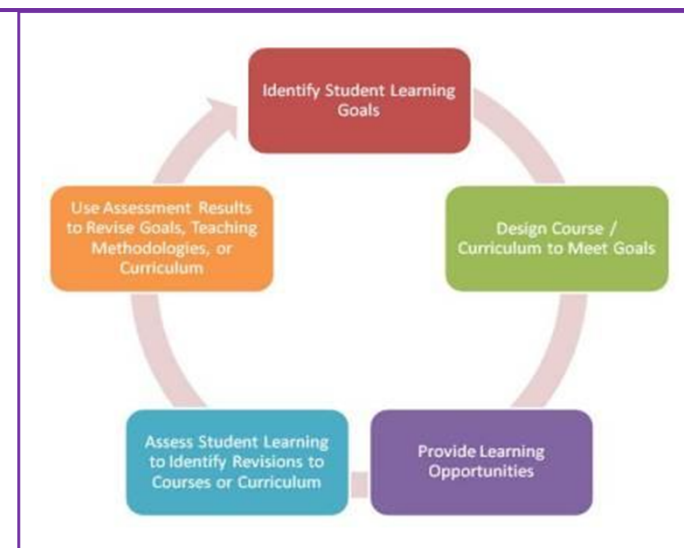 Identify Student Learning
Goals
Design Course /
Curriculum to Meet Goals
Provide Learning
Opportunities
Assess Student Learning
to Identify Revisions to
Courses or Curriculum
Use Assessment Results
to Revise Goals, Teaching
Methodologies, or
Curriculum